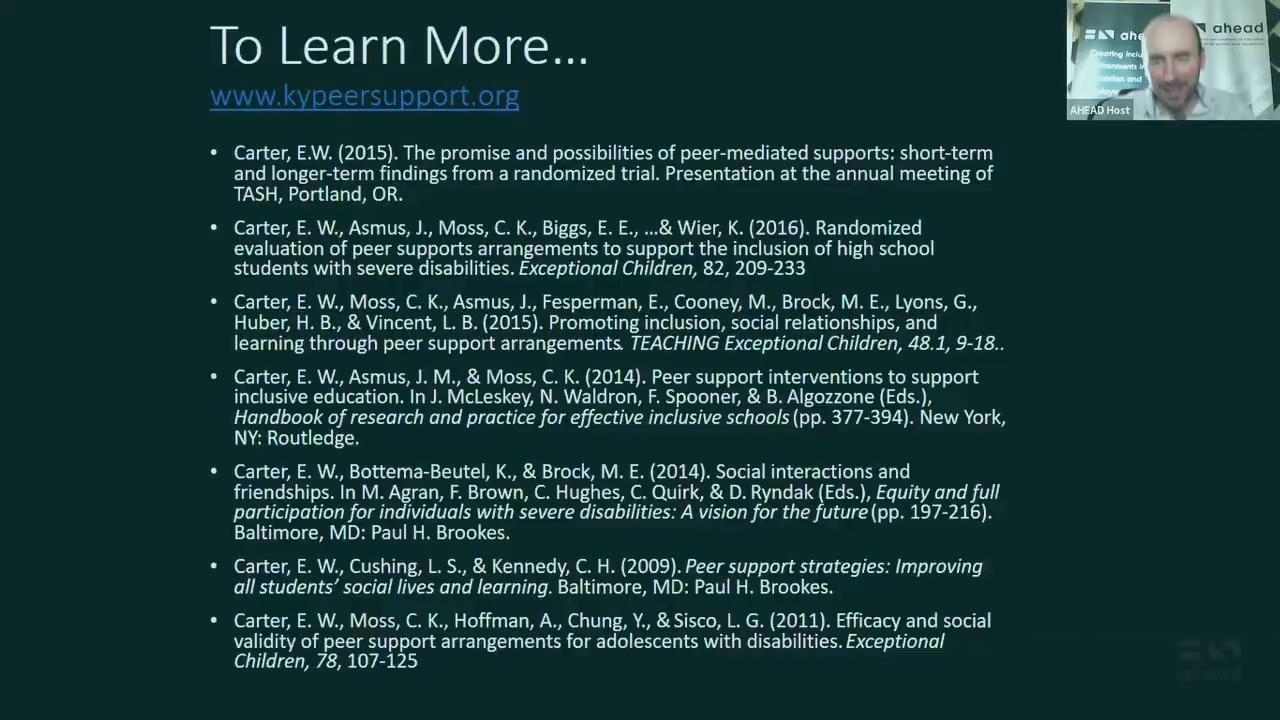 To Learn More...
www.kypeersupport.org
• Carter, E.W. (2015). The promise and possibilities of peer-mediated supports: short-term
and longer-term findings from a randomized trial. Presentation at the annual meeting of
TASH, Portland, OR.
• Carter, E. W., Asmus, J., Moss, C. K., Biggs, E. E., …& Wier, K. (2016). Randomized
evaluation of peer supports arrangements to support the inclusion of high school
students with severe disabilities. Exceptional Children, 82, 209-233
• Carter, E. W., Moss, C. K., Asmus, J., Fesperman, E., Cooney, M., Brock, M. E., Lyons, G.,
Huber, H. B., & Vincent, L. B. (2015). Promoting inclusion, social relationships, and
learning through peer support arrangements. TEACHING Exceptional Children, 48.1, 9-18..
• Carter, E. W., Asmus, J. M., & Moss, C. K. (2014). Peer support interventions to support
inclusive education. In J. McLeskey, N. Waldron, F. Spooner, & B. Algozzone (Eds.),
Handbook of research and practice for effective inclusive schools (pp. 377-394). New York,
NY: Routledge.
• Carter, E. W., Bottema-Beutel, K., & Brock, M. E. (2014). Social interactions and
friendships. In M. Agran, F. Brown, C. Hughes, C. Quirk, & D. Ryndak (Eds.), Equity and full
participation for individuals with severe disabilities: A vision for the future (pp. 197-216).
Baltimore, MD: Paul H. Brookes.
• Carter, E. W., Cushing, L. S., & Kennedy, C. H. (2009). Peer support strategies: Improving
all students’ social lives and learning. Baltimore, MD: Paul H. Brookes.
• Carter, E. W., Moss, C. K., Hoffman, A., Chung, Y., & Sisco, L. G. (2011). Efficacy and social
validity of peer support arrangements for adolescents with disabilities. Exceptional
Children, 78, 107-125
ahead
AHEAD Host
ahead